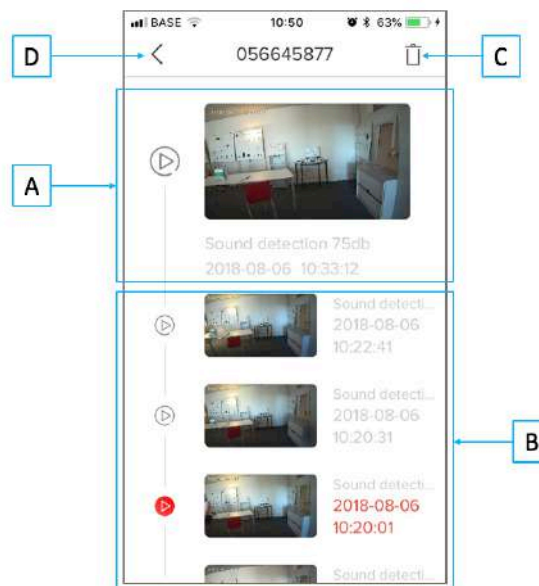 BASE 10:50 63%
D 056645877 C
A
Sound detection 75db
2018-08-06 10:33:12
Sound detecti...
2018-08-06
10:22:41
Sound detecti...
2018-08-06
10:20:31
B
Sound detecti...
2018-08-06
10:20:01
Sound detecti...